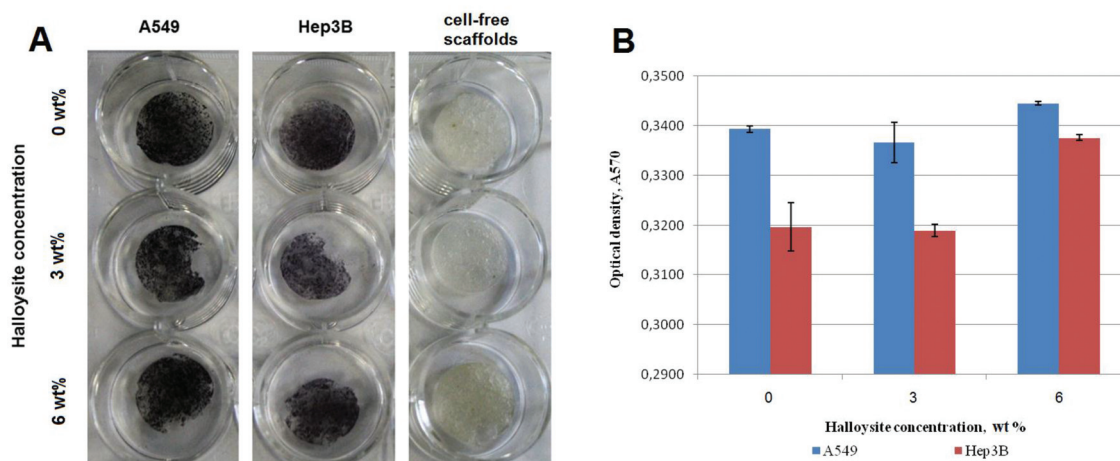 A
A549
Hep3B
cell-free
scaffolds
Halloysite concentration
0 wt%
3 wt%
6 wt%
B
Optical density, A570
0,3500
0,3400
0,3300
0,3200
0,3100
0,3000
0,2900
0
3
6
Halloysite concentration, wt %
A549
Hep3B